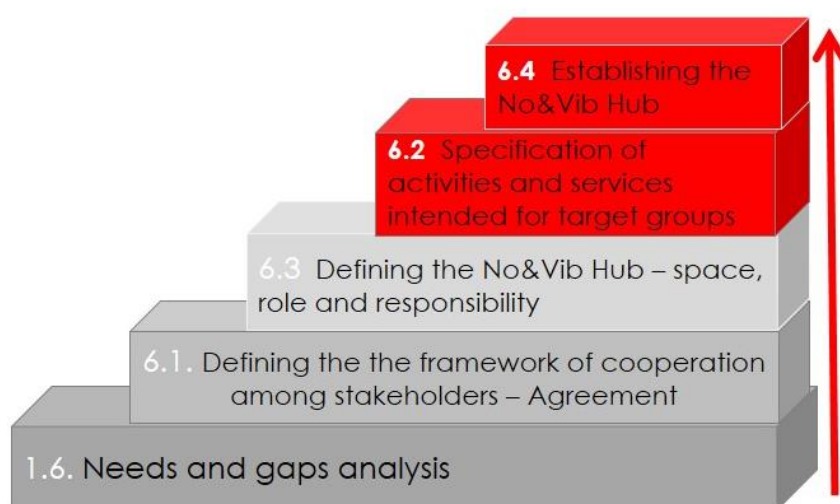 6.4 Establishing the
No&Vib Hub
6.2 Specification of
activities and services
intended for target groups
6.3 Defining the No&Vib Hub – space,
role and responsibility
6.1. Defining the the framework of cooperation
among stakeholders – Agreement
1.6. Needs and gaps analysis